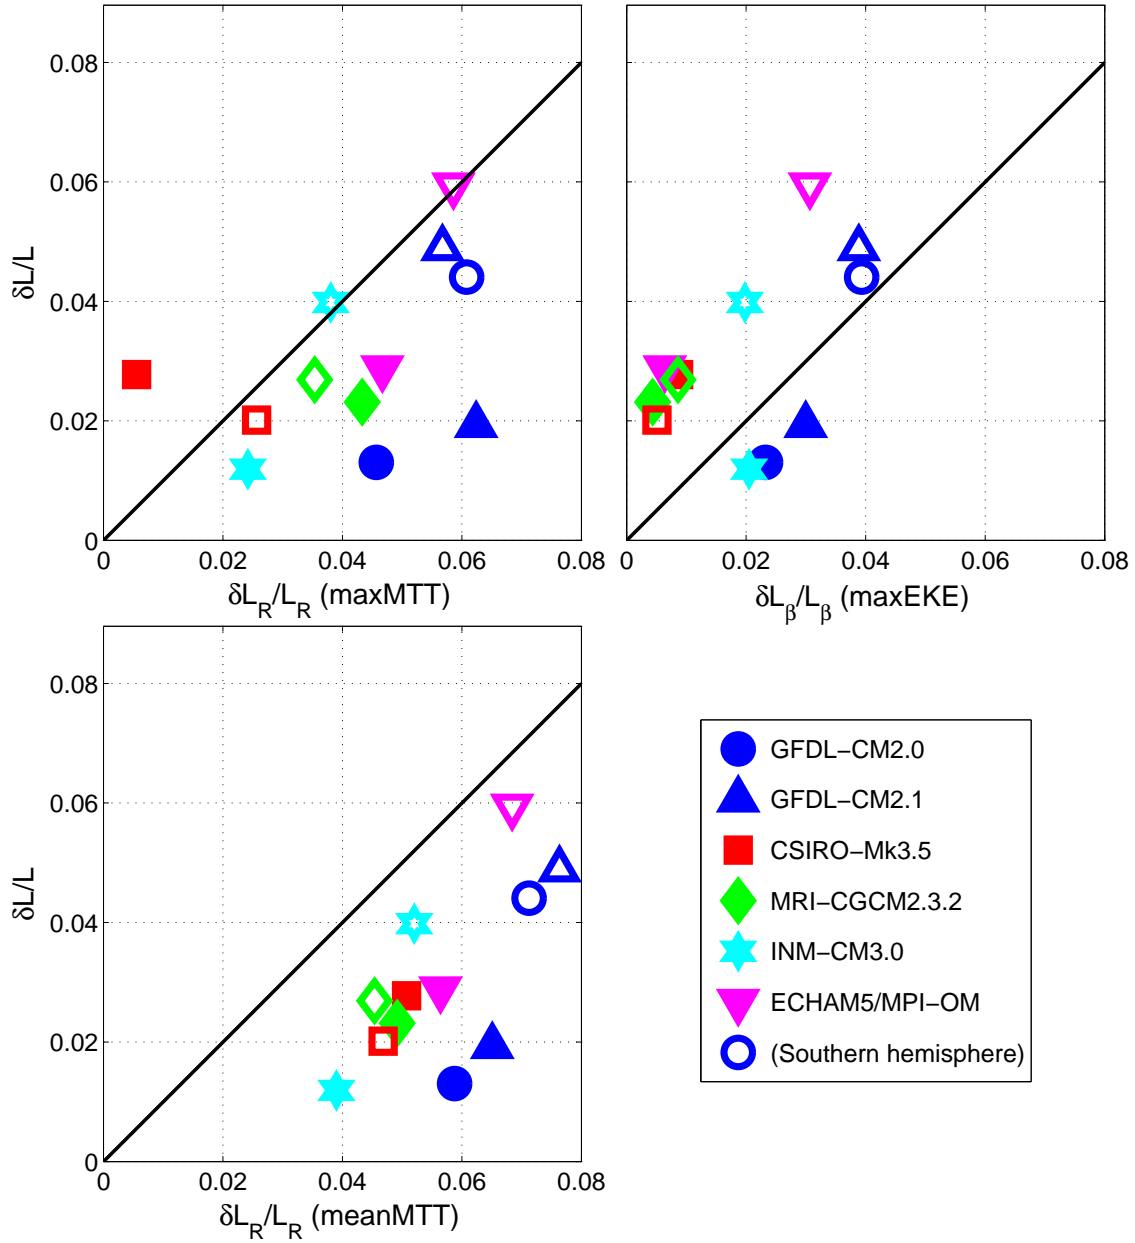 δL/L
0.08
0.06
0.04
0.02
0
0
0.02
0.04
0.06
0.08
δL_R/L_R (maxMTT)
0
0.02
0.04
0.06
0.08
δL_β/L_β (maxEKE)
δL/L
0.08
0.06
0.04
0.02
0
0
0.02
0.04
0.06
0.08
δL_R/L_R (meanMTT)
GFDL−CM2.0
GFDL−CM2.1
CSIRO−Mk3.5
MRI−CGCM2.3.2
INM−CM3.0
ECHAM5/MPI−OM
(Southern hemisphere)